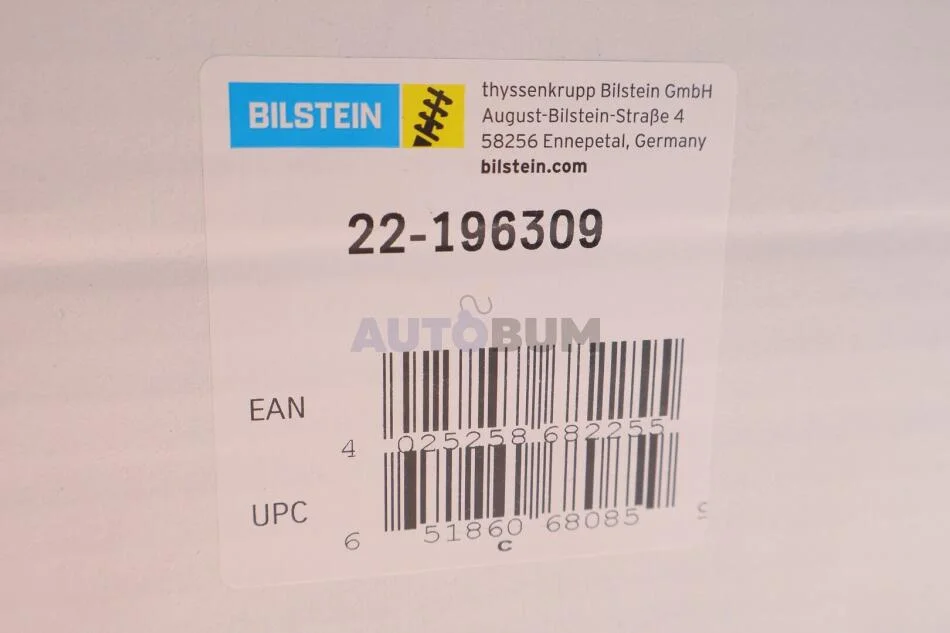 BILSTEIN
thyssenkrupp Bilstein GmbH
August-Bilstein-Straße 4
58256 Ennepetal, Germany
bilstein.com
22-196309
AUTOBUM
EAN
4 025258 682255
UPC
6 51860 68085 9
C